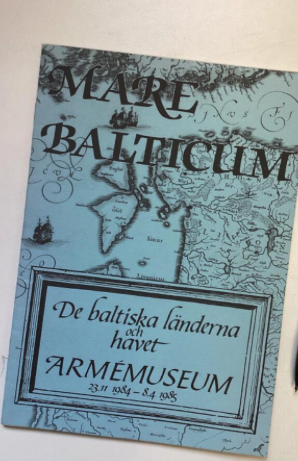 MARE
BALTICUM
De baltiska länderna
och
havet
ARMÉMUSEUM
23.11 1984 – 8.4 1985